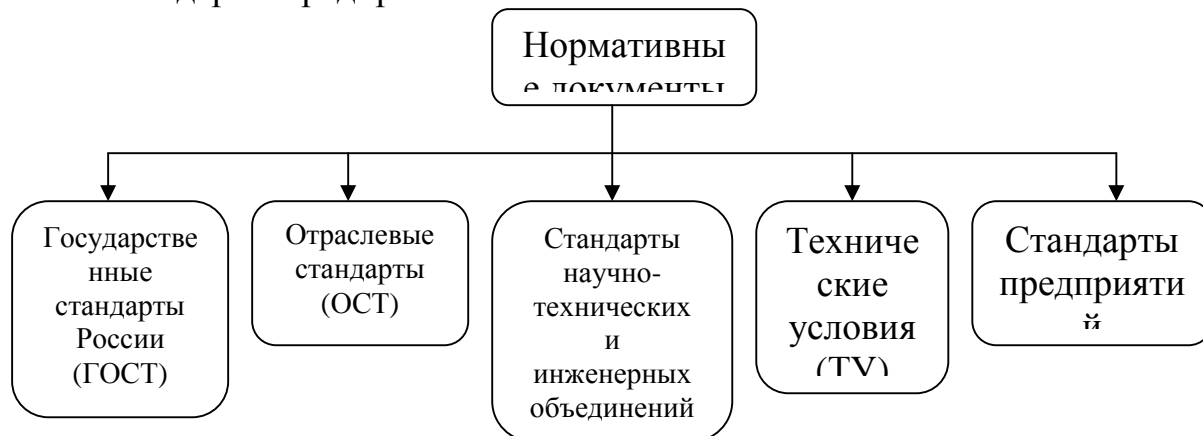 Нормативны
е документы
Государстве
нные
стандарты
России
(ГОСТ)
Отраслевые
стандарты
(ОСТ)
Стандарты
научно-
технических
и
инженерных
объединений
Техниче
ские
условия
(ТУ)
Стандарты
предприяти
й